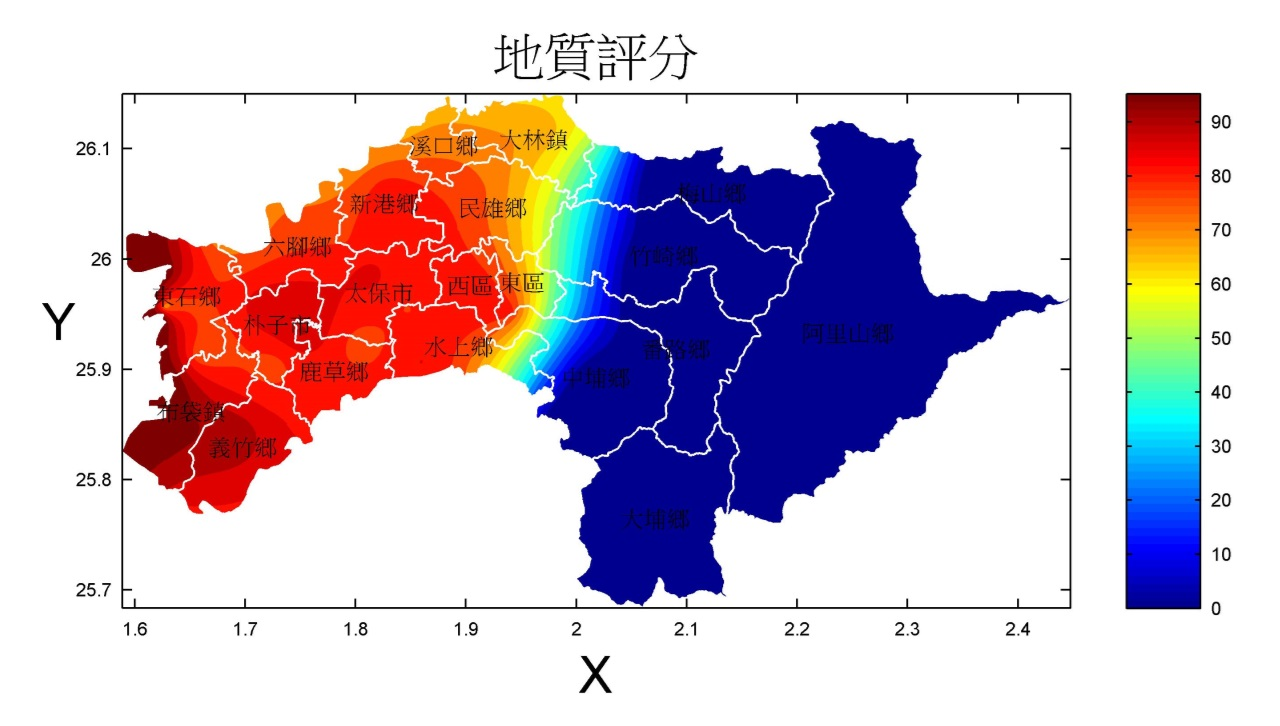 地質評分
大林鎮
溪口鄉
梅山鄉
新港鄉
民雄鄉
六腳鄉
竹崎鄉
東石鄉
太保市
西區
東區
朴子市
阿里山鄉
水上鄉
番路鄉
鹿草鄉
中埔鄉
布袋鎮
義竹鄉
大埔鄉
Y
26.1
26
25.9
25.8
25.7
1.6 1.7 1.8 1.9 2 2.1 2.2 2.3 2.4
X
90
80
70
60
50
40
30
20
10
0